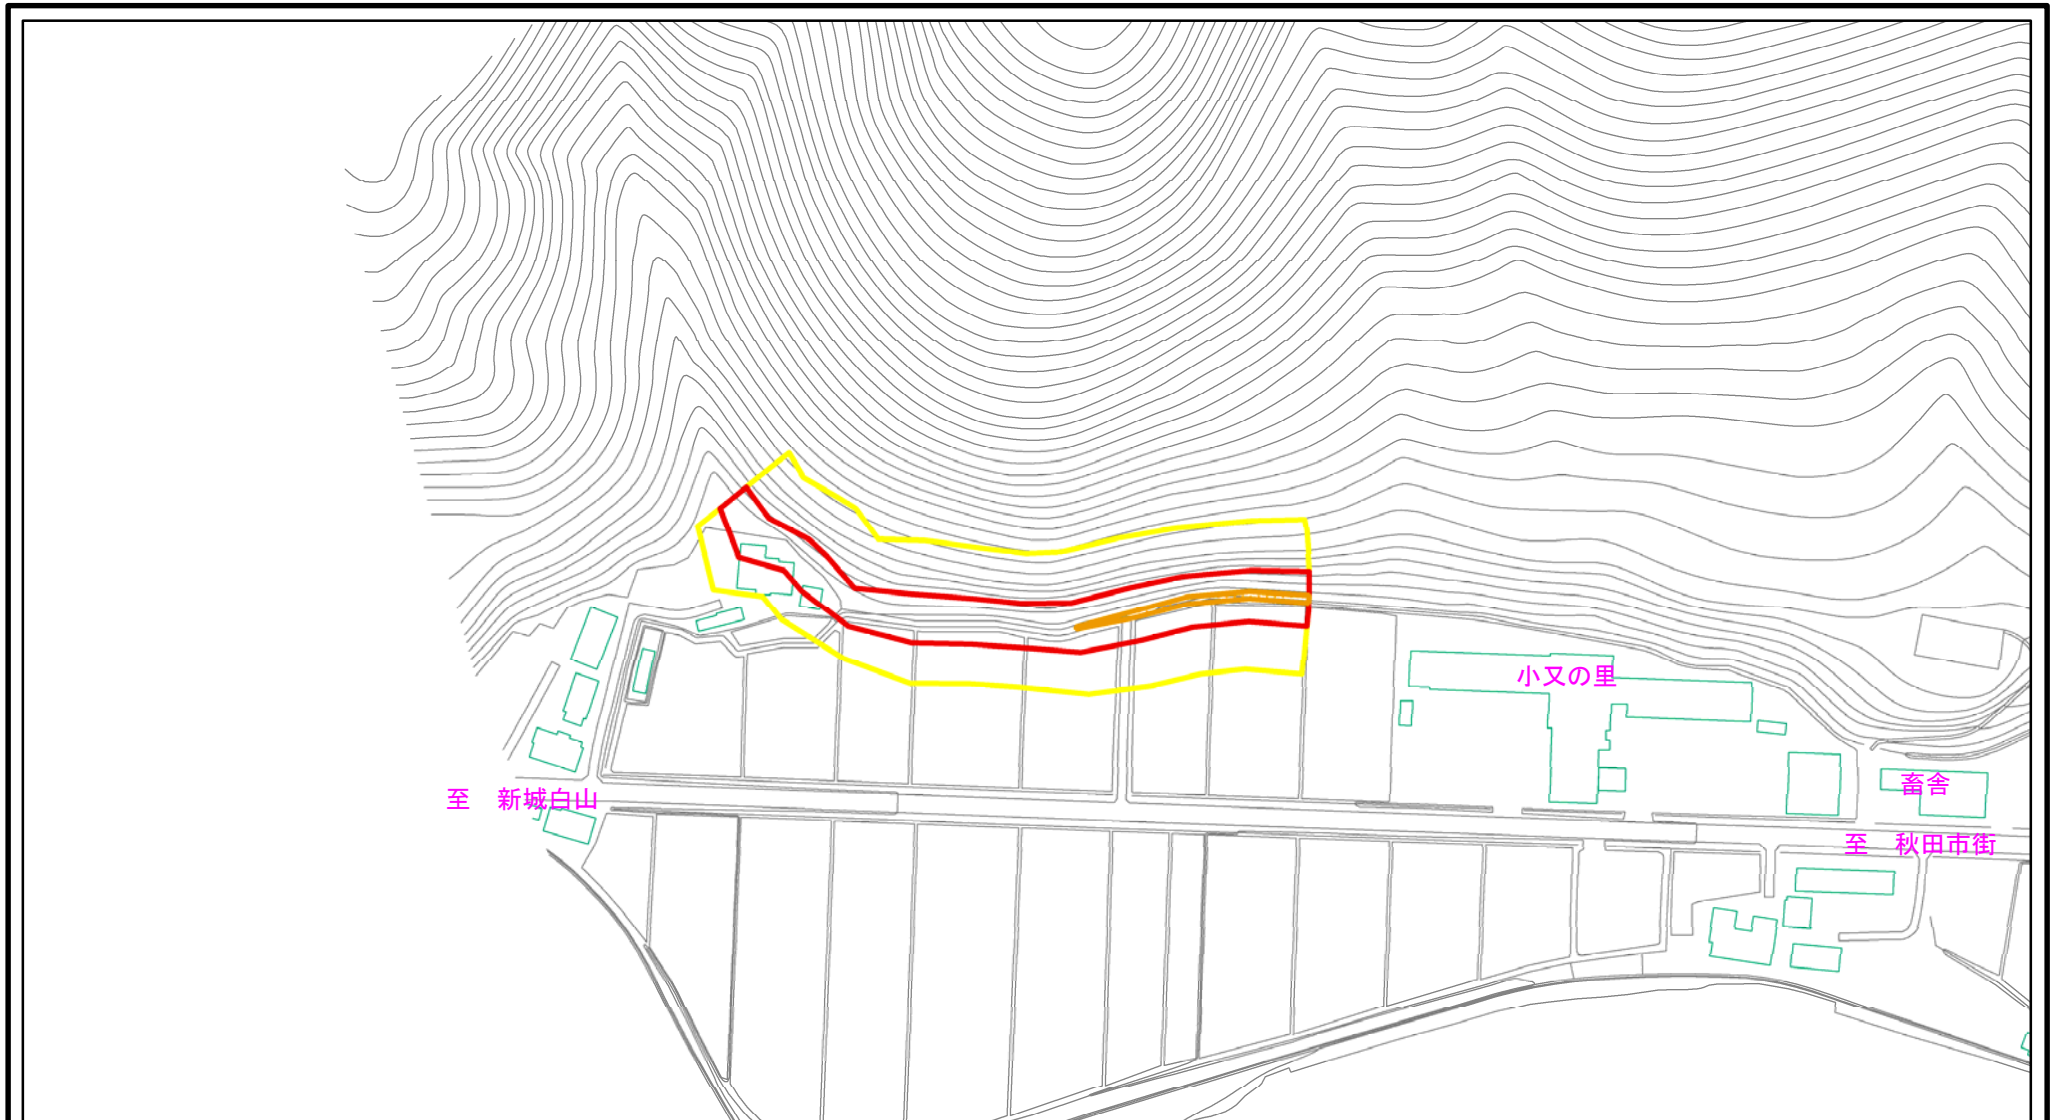 小又の里
畜舎
至　新城白山
至　秋田市街